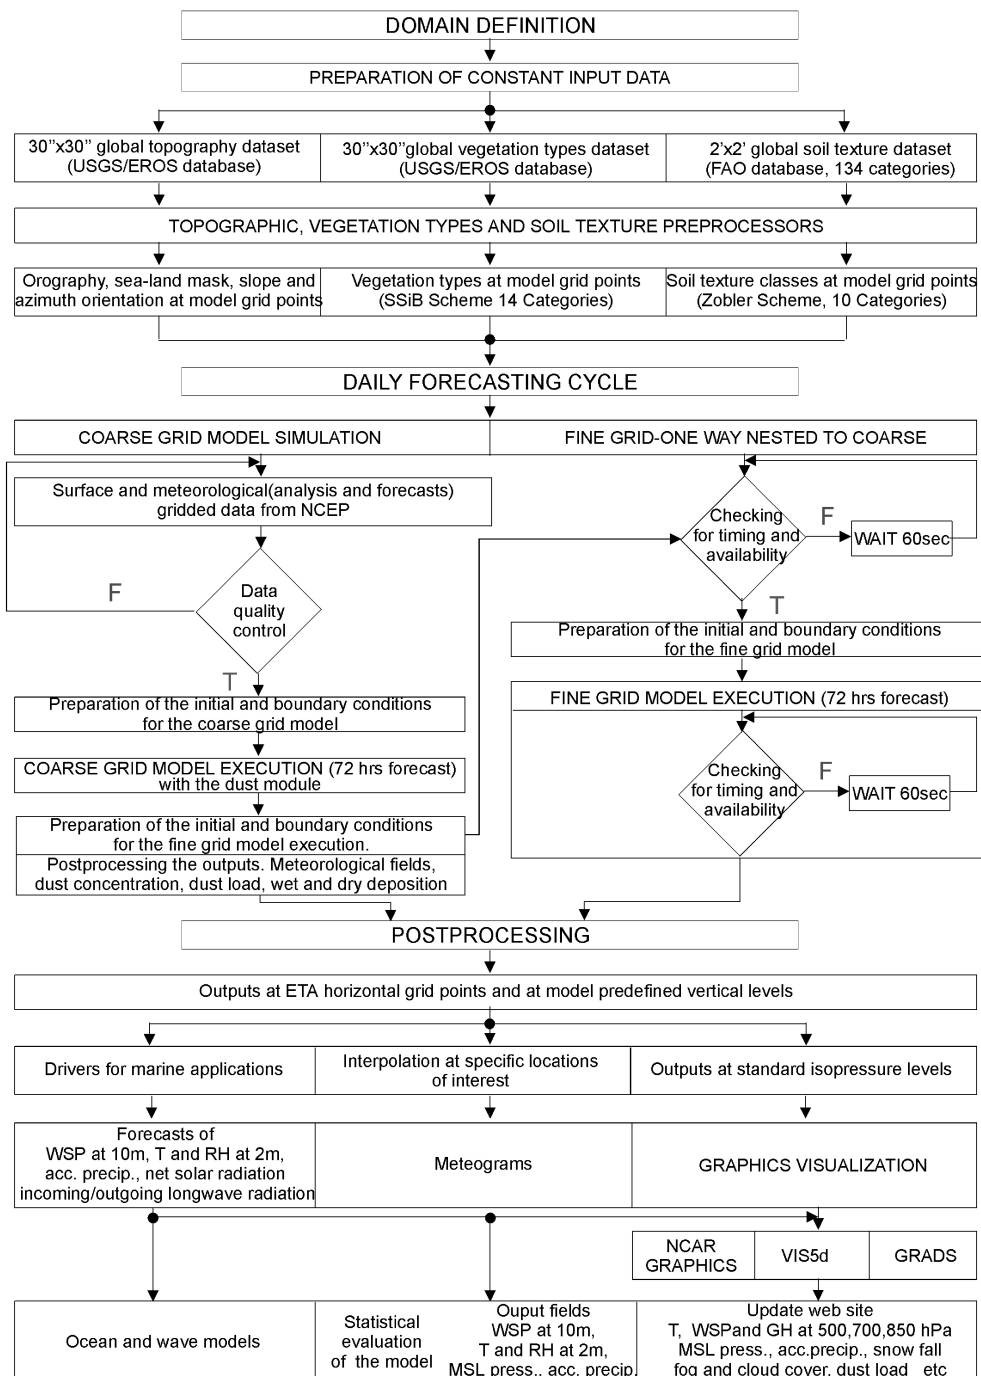 DOMAIN DEFINITION
PREPARATION OF CONSTANT INPUT DATA
30"x30" global topography dataset
(USGS/EROS database)
30"x30"global vegetation types dataset
(USGS/EROS database)
2'x2' global soil texture dataset
(FAO database, 134 categories)
TOPOGRAPHIC, VEGETATION TYPES AND SOIL TEXTURE PREPROCESSORS
Orography, sea-land mask, slope and
azimuth orientation at model grid points
Vegetation types at model grid points
(SSiB Scheme 14 Categories)
Soil texture classes at model grid points
(Zobler Scheme, 10 Categories)
DAILY FORECASTING CYCLE
COARSE GRID MODEL SIMULATION
Surface and meteorological(analysis and forecasts)
gridded data from NCEP
Data
quality
control
F
T
Preparation of the initial and boundary conditions
for the coarse grid model
COARSE GRID MODEL EXECUTION (72 hrs forecast)
with the dust module
Preparation of the initial and boundary conditions
for the fine grid model execution.
Postprocessing the outputs. Meteorological fields,
dust concentration, dust load, wet and dry deposition
FINE GRID-ONE WAY NESTED TO COARSE
Checking
for timing and
availability
F
WAIT 60sec
T
Preparation of the initial and boundary conditions
for the fine grid model
FINE GRID MODEL EXECUTION (72 hrs forecast)
Checking
for timing and
availability
F
WAIT 60sec
POSTPROCESSING
Outputs at ETA horizontal grid points and at model predefined vertical levels
Drivers for marine applications
Interpolation at specific locations
of interest
Outputs at standard isopressure levels
Forecasts of
WSP at 10m, T and RH at 2m,
acc. precip., net solar radiation
incoming/outgoing longwave radiation
Meteograms
GRAPHICS VISUALIZATION
NCAR
GRAPHICS
VIS5d
GRADS
Ocean and wave models
Statistical
evaluation
of the model
Ouput fields
WSP at 10m,
T and RH at 2m,
MSL press., acc. precip.
Update web site
T, WSPand GH at 500,700,850 hPa
MSL press., acc.precip., snow fall
fog and cloud cover, dust load etc